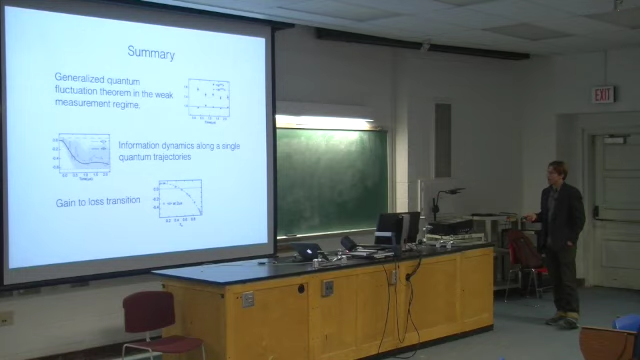 Summary
Generalized quantum
fluctuation theorem in the weak
measurement regime.
Information dynamics along a single
quantum trajectories
Gain to loss transition
EXIT